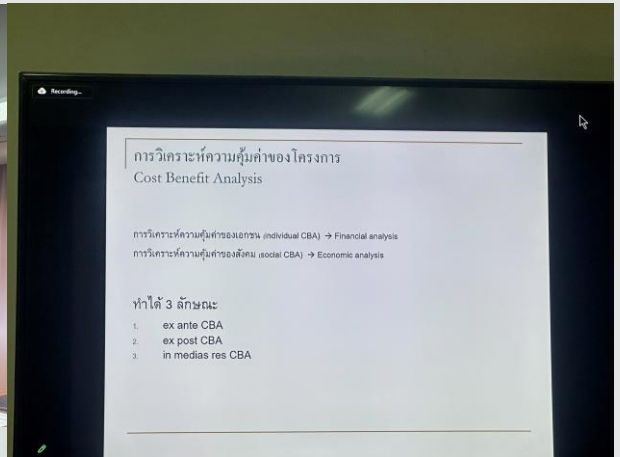 Recording...
การวิเคราะห์ความคุ้มค่าของโครงการ
Cost Benefit Analysis
การวิเคราะห์ความคุ้มค่าของเอกชน (individual CBA) → Financial analysis
การวิเคราะห์ความคุ้มค่าของสังคม (social CBA) → Economic analysis
ทำได้ 3 ลักษณะ
1. ex ante CBA
2. ex post CBA
3. in medias res CBA